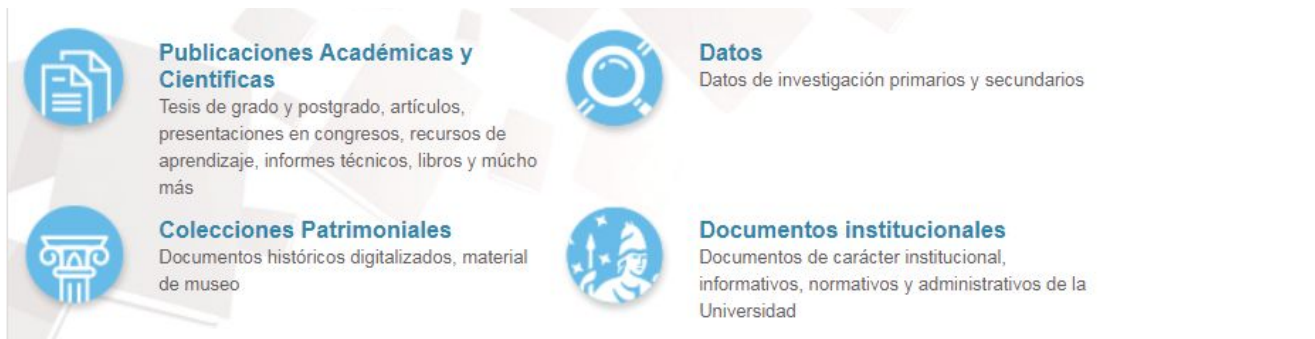 Publicaciones Académicas y
Cientificas
Tesis de grado y postgrado, artículos,
presentaciones en congresos, recursos de
aprendizaje, informes técnicos, libros y múcho
más
Datos
Datos de investigación primarios y secundarios
Colecciones Patrimoniales
Documentos históricos digitalizados, material
de museo
Documentos institucionales
Documentos de carácter institucional,
informativos, normativos y administrativos de la
Universidad